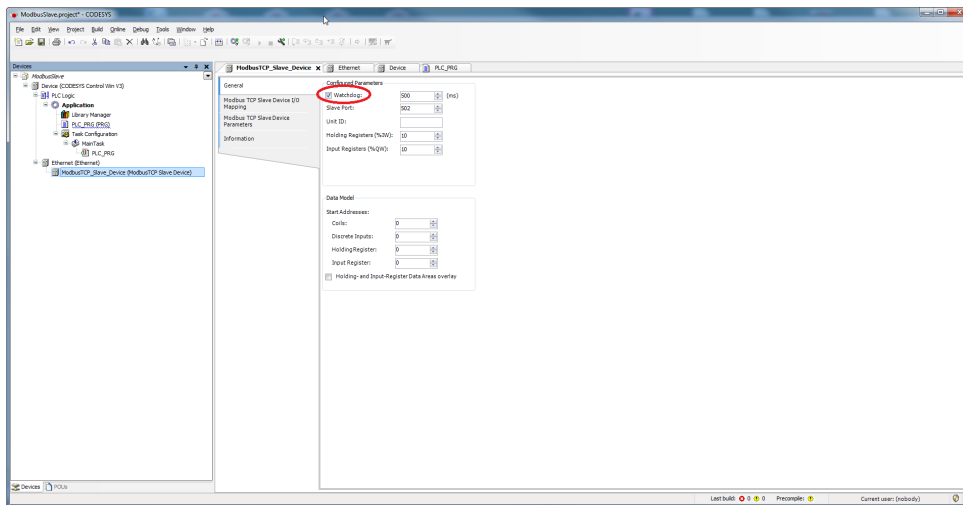 ModbusSlave.project* - CODESYS
File Edit View Project Build Online Debug Tools Window Help
Devices
ModbusSlave
Device (CODESYS Control Win V3)
PLC Logic
Application
Library Manager
PLC_PRG (PRG)
Task Configuration
MainTask
PLC_PRG
Ethernet (Ethernet)
ModbusTCP_Slave_Device (ModbusTCP Slave Device)
Devices POUs
ModbusTCP_Slave_Device Ethernet Device PLC_PRG
General
Modbus TCP Slave Device I/O
Mapping
Modbus TCP Slave Device
Parameters
Information
Configured Parameters
Watchdog: 500 (ms)
Slave Port: 502
Unit ID:
Holding Registers (%IW): 10
Input Registers (%QW): 10
Data Model
Start Addresses:
Coils: 0
Discrete Inputs: 0
Holding Register: 0
Input Register: 0
Holding- and Input-Register Data Areas overlay
Last build: 0 0 Precompile: Current user: (nobody)